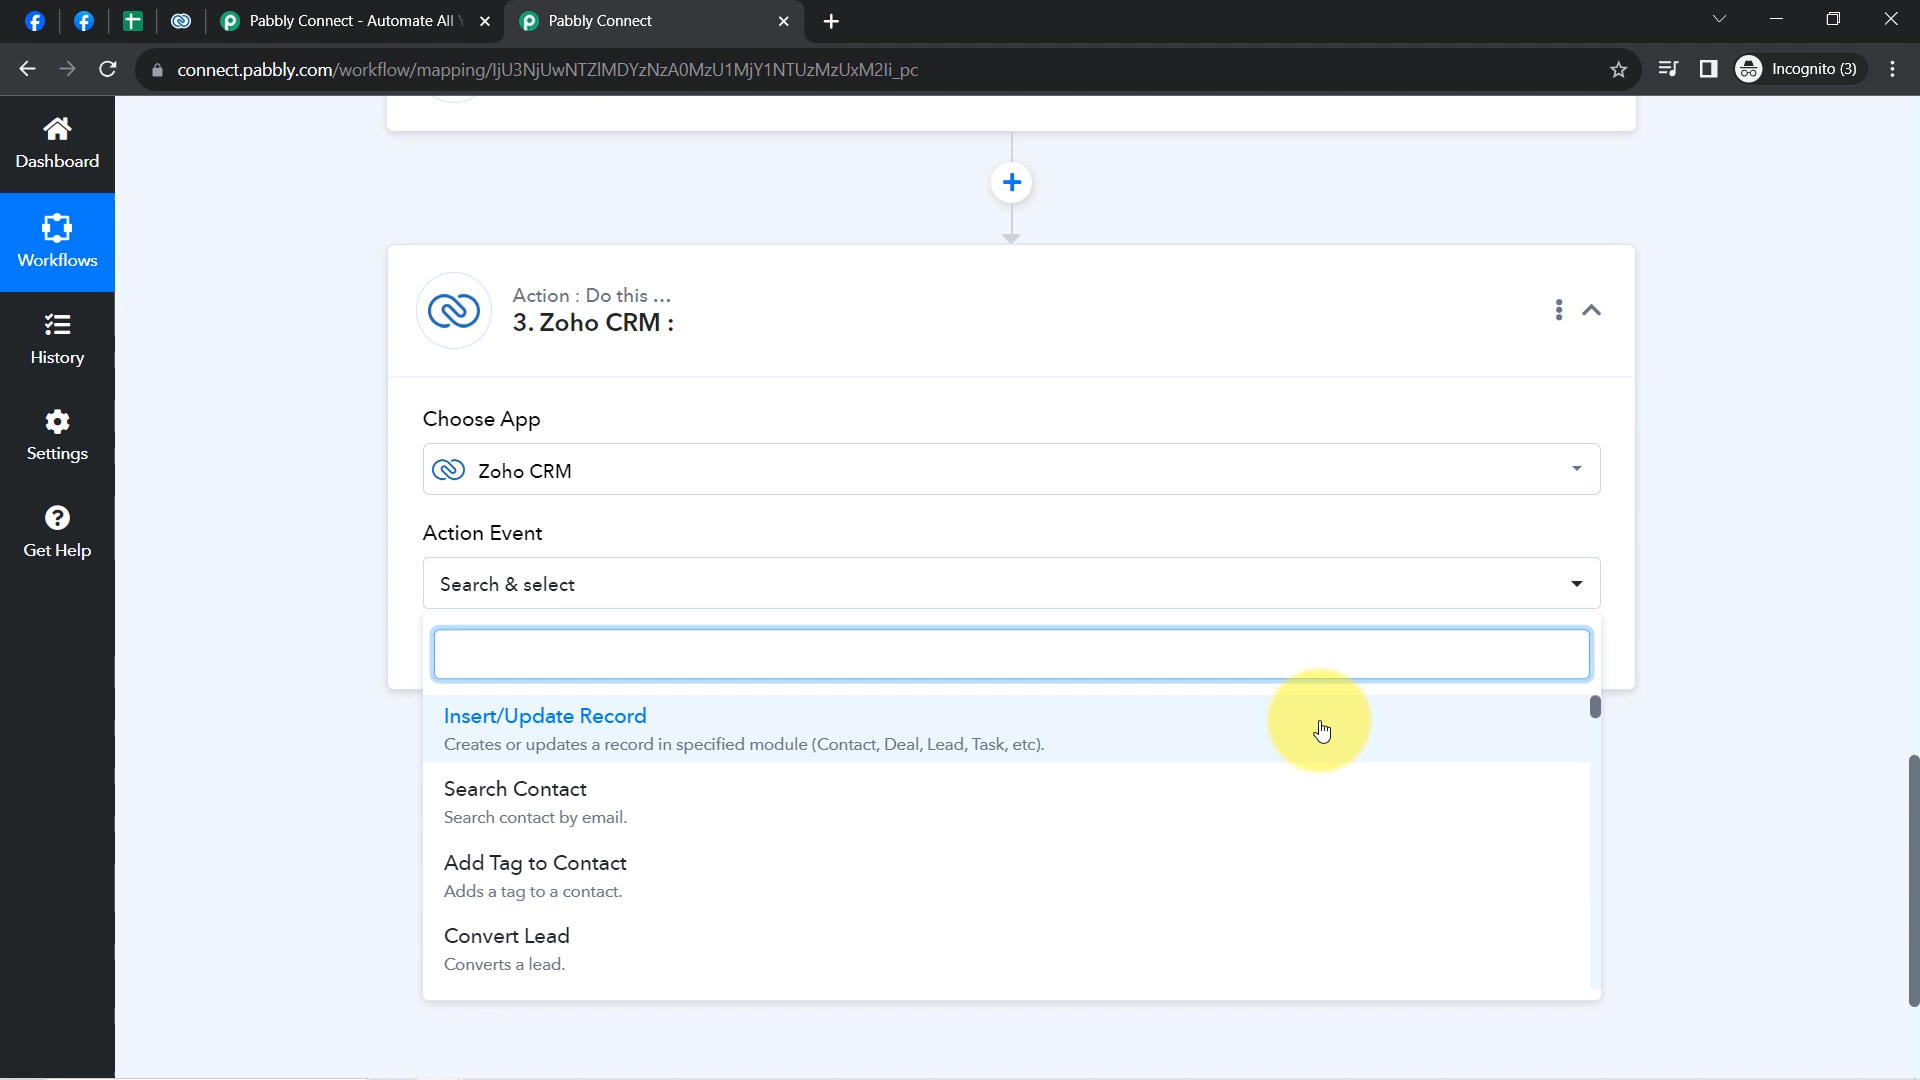 Pabbly Connect - Automate All
Pabbly Connect
connect.pabbly.com/workflow/mapping/IjU3NjUwNTZlMDYzNzA0MzU1MjY1NTUzMzUxM2Ii_pc
Incognito (3)
Dashboard
Workflows
History
Settings
Get Help
Action : Do this ...
3. Zoho CRM :
Choose App
Zoho CRM
Action Event
Search & select
Insert/Update Record
Creates or updates a record in specified module (Contact, Deal, Lead, Task, etc).
Search Contact
Search contact by email.
Add Tag to Contact
Adds a tag to a contact.
Convert Lead
Converts a lead.